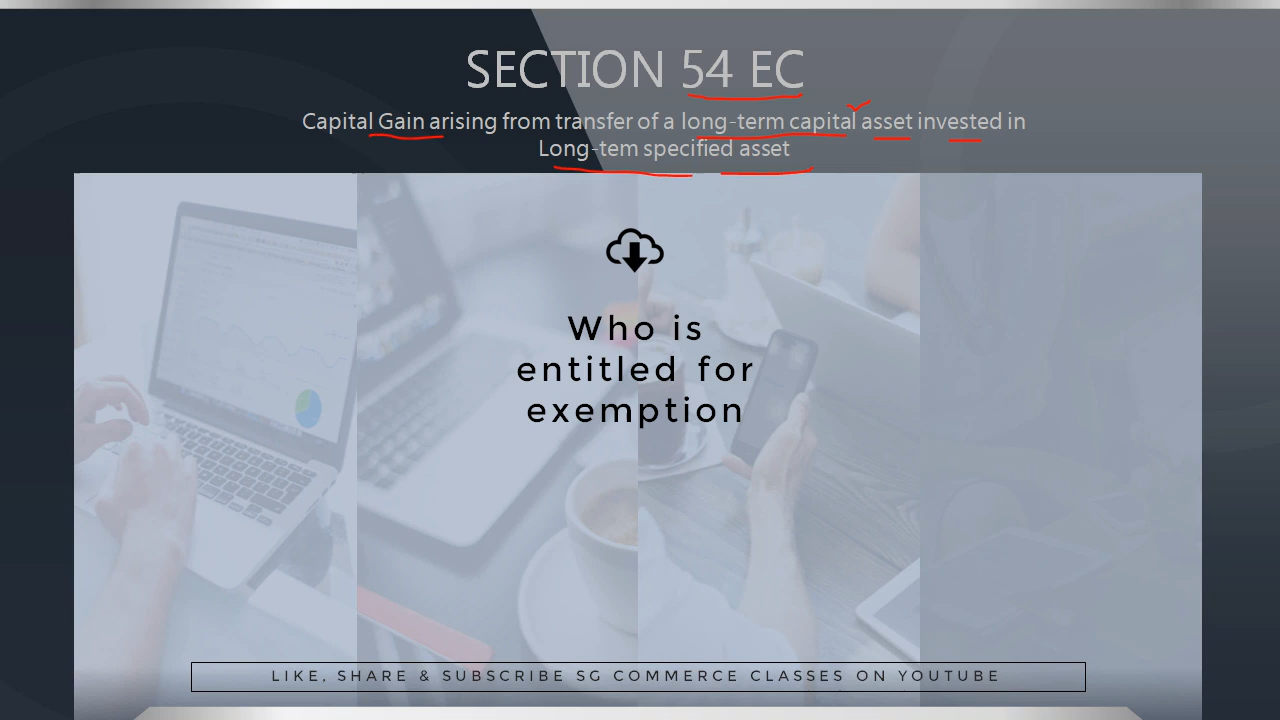 SECTION 54 EC
Capital Gain arising from transfer of a long-term capital asset invested in
Long-tem specified asset
Who is
entitled for
exemption
LIKE, SHARE & SUBSCRIBE SG COMMERCE CLASSES ON YOUTUBE